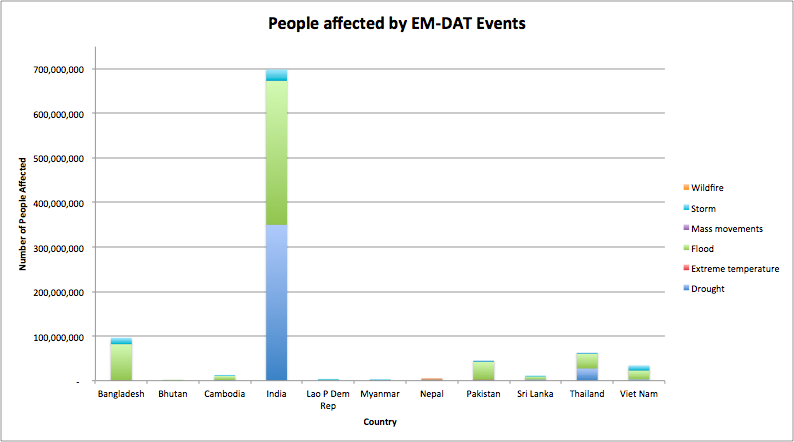 People affected by EM-DAT Events
Number of People Affected
700,000,000
600,000,000
500,000,000
400,000,000
300,000,000
200,000,000
100,000,000
-
Bangladesh Bhutan Cambodia India Lao P Dem Rep Myanmar Nepal Pakistan Sri Lanka Thailand Viet Nam
Country
Wildfire
Storm
Mass movements
Flood
Extreme temperature
Drought